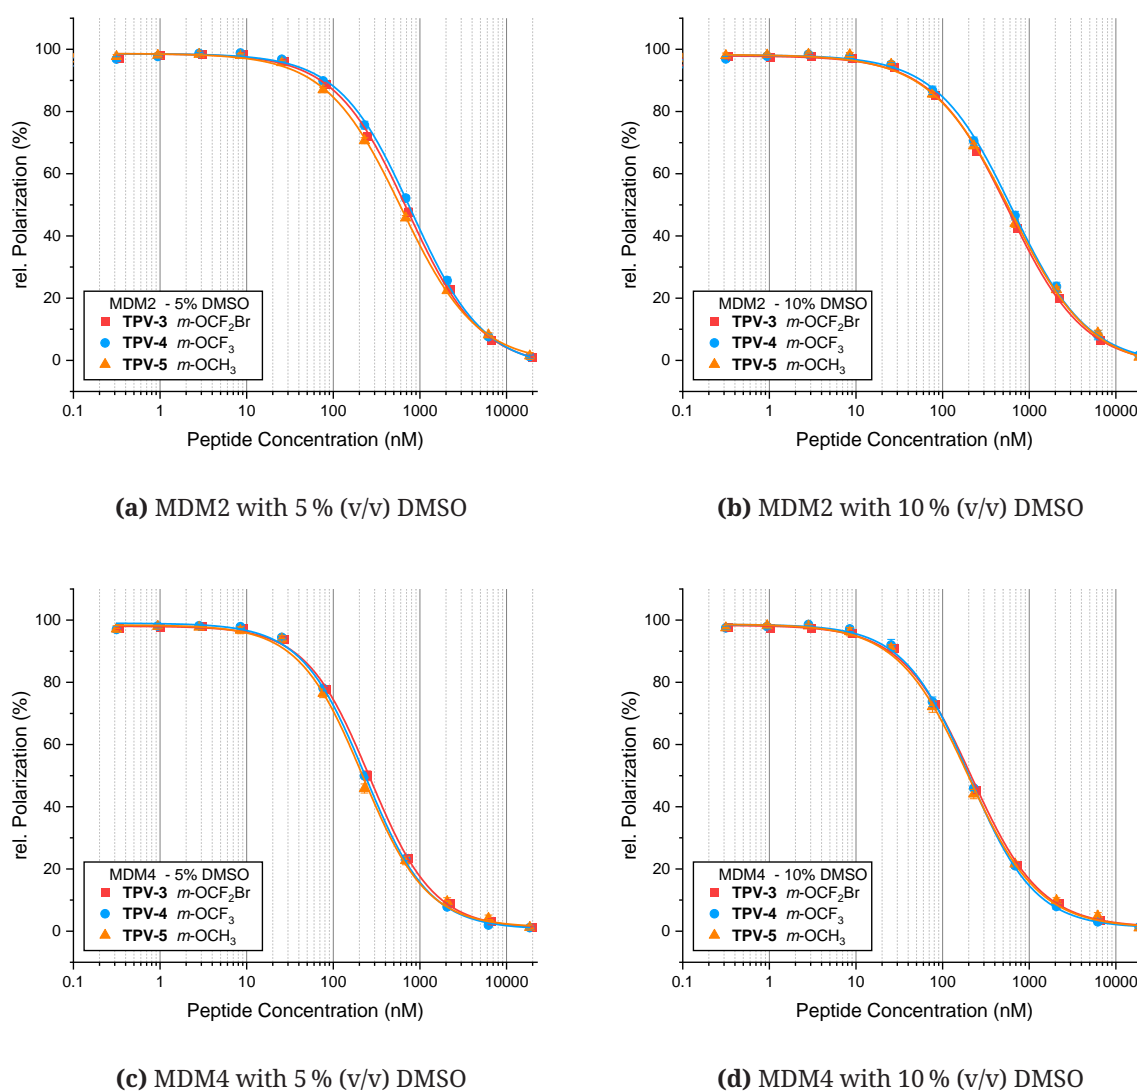 100
80
60
40
20
0
rel. Polarization (%)
MDM2 - 5% DMSO
TPV-3 m-OCF₂Br
TPV-4 m-OCF₃
TPV-5 m-OCH₃
0.1 1 10 100 1000 10000
Peptide Concentration (nM)
(a) MDM2 with 5 % (v/v) DMSO
100
80
60
40
20
0
rel. Polarization (%)
MDM2 - 10% DMSO
TPV-3 m-OCF₂Br
TPV-4 m-OCF₃
TPV-5 m-OCH₃
0.1 1 10 100 1000 10000
Peptide Concentration (nM)
(b) MDM2 with 10 % (v/v) DMSO
100
80
60
40
20
0
rel. Polarization (%)
MDM4 - 5% DMSO
TPV-3 m-OCF₂Br
TPV-4 m-OCF₃
TPV-5 m-OCH₃
0.1 1 10 100 1000 10000
Peptide Concentration (nM)
(c) MDM4 with 5 % (v/v) DMSO
100
80
60
40
20
0
rel. Polarization (%)
MDM4 - 10% DMSO
TPV-3 m-OCF₂Br
TPV-4 m-OCF₃
TPV-5 m-OCH₃
0.1 1 10 100 1000 10000
Peptide Concentration (nM)
(d) MDM4 with 10 % (v/v) DMSO